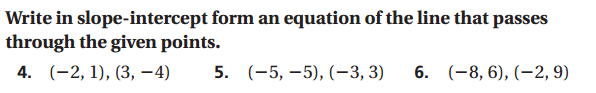 Write in slope-intercept form an equation of the line that passes
through the given points.
4. (−2, 1), (3, −4) 5. (−5, −5), (−3, 3) 6. (−8, 6), (−2, 9)